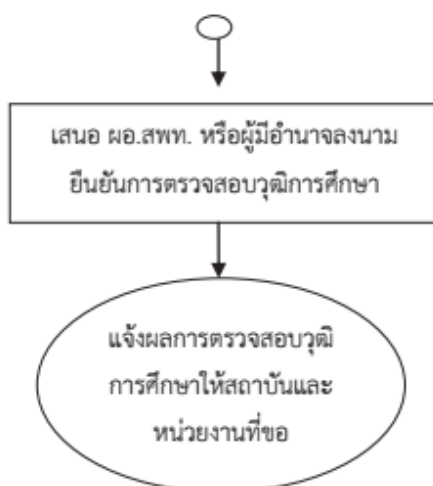 เสนอ ผอ.สพท. หรือผู้มีอำนาจลงนาม
ยืนยันการตรวจสอบวุฒิการศึกษา
แจ้งผลการตรวจสอบวุฒิ
การศึกษาให้สถาบันและ
หน่วยงานที่ขอ